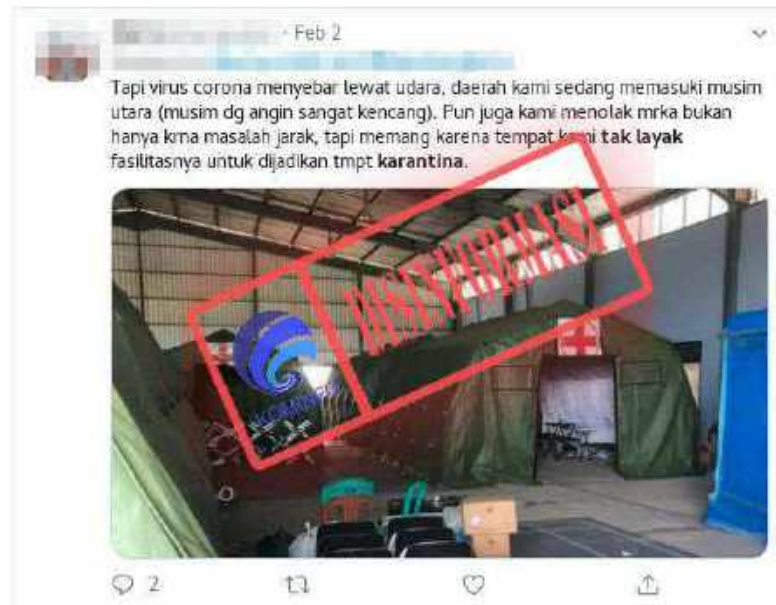 · Feb 2
Tapi virus corona menyebar lewat udara, daerah kami sedang memasuki musim
utara (musim dg angin sangat kencang). Pun juga kami menolak mrka bukan
hanya krna masalah jarak, tapi memang karena tempat kami tak layak
fasilitasnya untuk dijadikan tmpt karantina.
DISINFORMASI
KOMINFO
2